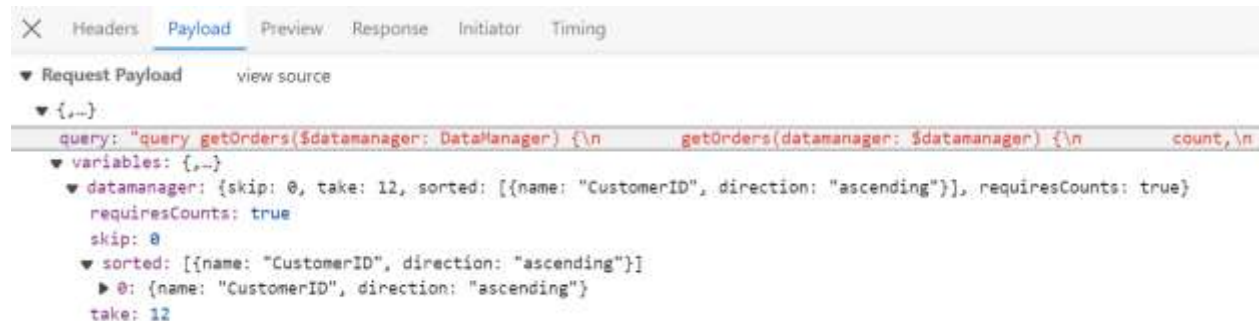 Headers Payload Preview Response Initiator Timing
Request Payload view source
{,…}
query: "query getOrders($datamanager: DataManager) {\n        getOrders(datamanager: $datamanager) {\n        count,\n
variables: {,…}
datamanager: {skip: 0, take: 12, sorted: [{name: "CustomerID", direction: "ascending"}], requiresCounts: true}
requiresCounts: true
skip: 0
sorted: [{name: "CustomerID", direction: "ascending"}]
0: {name: "CustomerID", direction: "ascending"}
take: 12